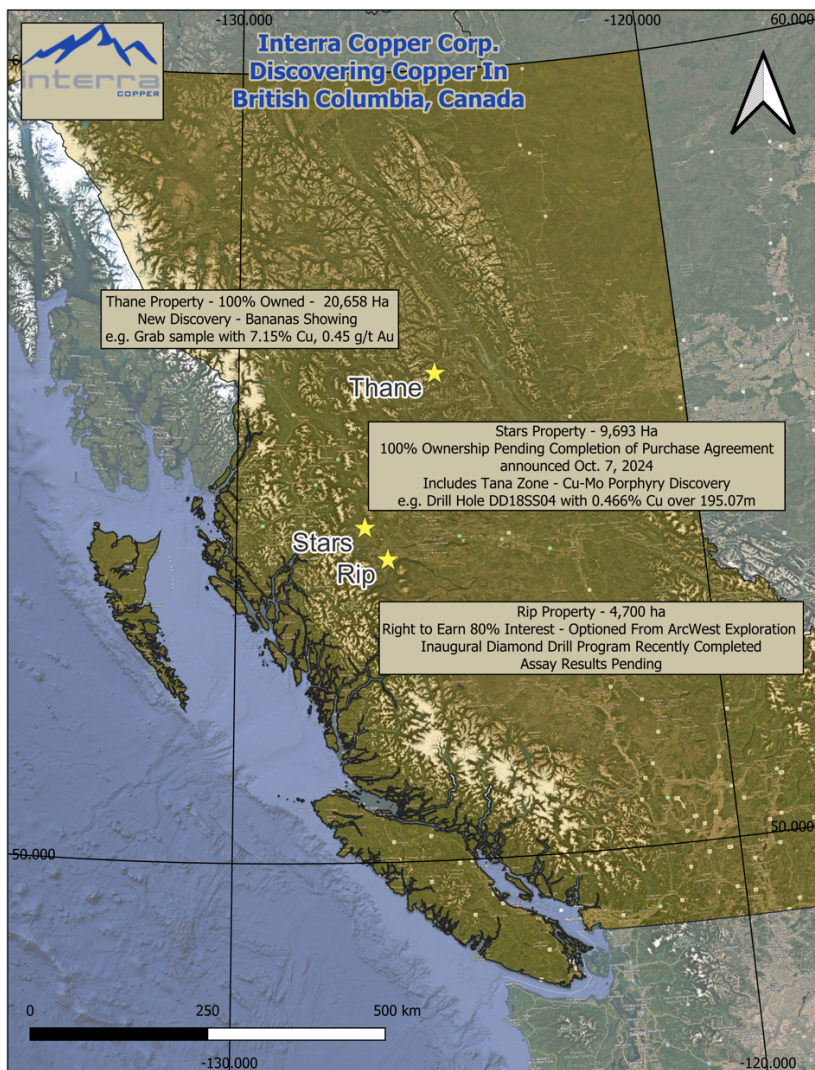 -130.000
-120.000
60.000
interra
COPPER
Interra Copper Corp.
Discovering Copper In
British Columbia, Canada
Thane Property - 100% Owned - 20,658 Ha
New Discovery - Bananas Showing
e.g. Grab sample with 7.15% Cu, 0.45 g/t Au
Thane
Stars Property - 9,693 Ha
100% Ownership Pending Completion of Purchase Agreement
announced Oct. 7, 2024
Includes Tana Zone - Cu-Mo Porphyry Discovery
e.g. Drill Hole DD18SS04 with 0.466% Cu over 195.07m
Stars
Rip
Rip Property - 4,700 ha
Right to Earn 80% Interest - Optioned From ArcWest Exploration
Inaugural Diamond Drill Program Recently Completed
Assay Results Pending
50.000
50.000
0
250
500 km
-130.000
-120.000